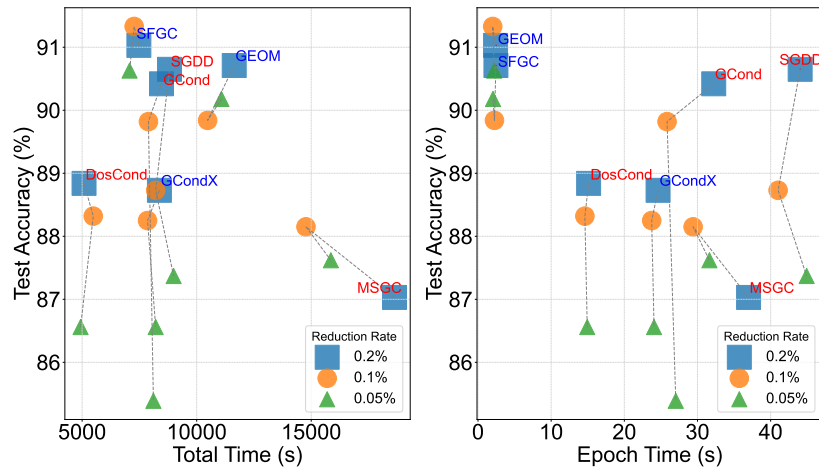 91
90
89
88
87
86
Test Accuracy (%)
SFGC
SGDD
GEOM
GCond
DosCond
GCondX
MSGC
Reduction Rate
0.2%
0.1%
0.05%
5000
10000
15000
Total Time (s)
91
90
89
88
87
86
Test Accuracy (%)
GEOM
SFGC
SGDD
GCond
DosCond
GCondX
MSGC
Reduction Rate
0.2%
0.1%
0.05%
0
10
20
30
40
Epoch Time (s)